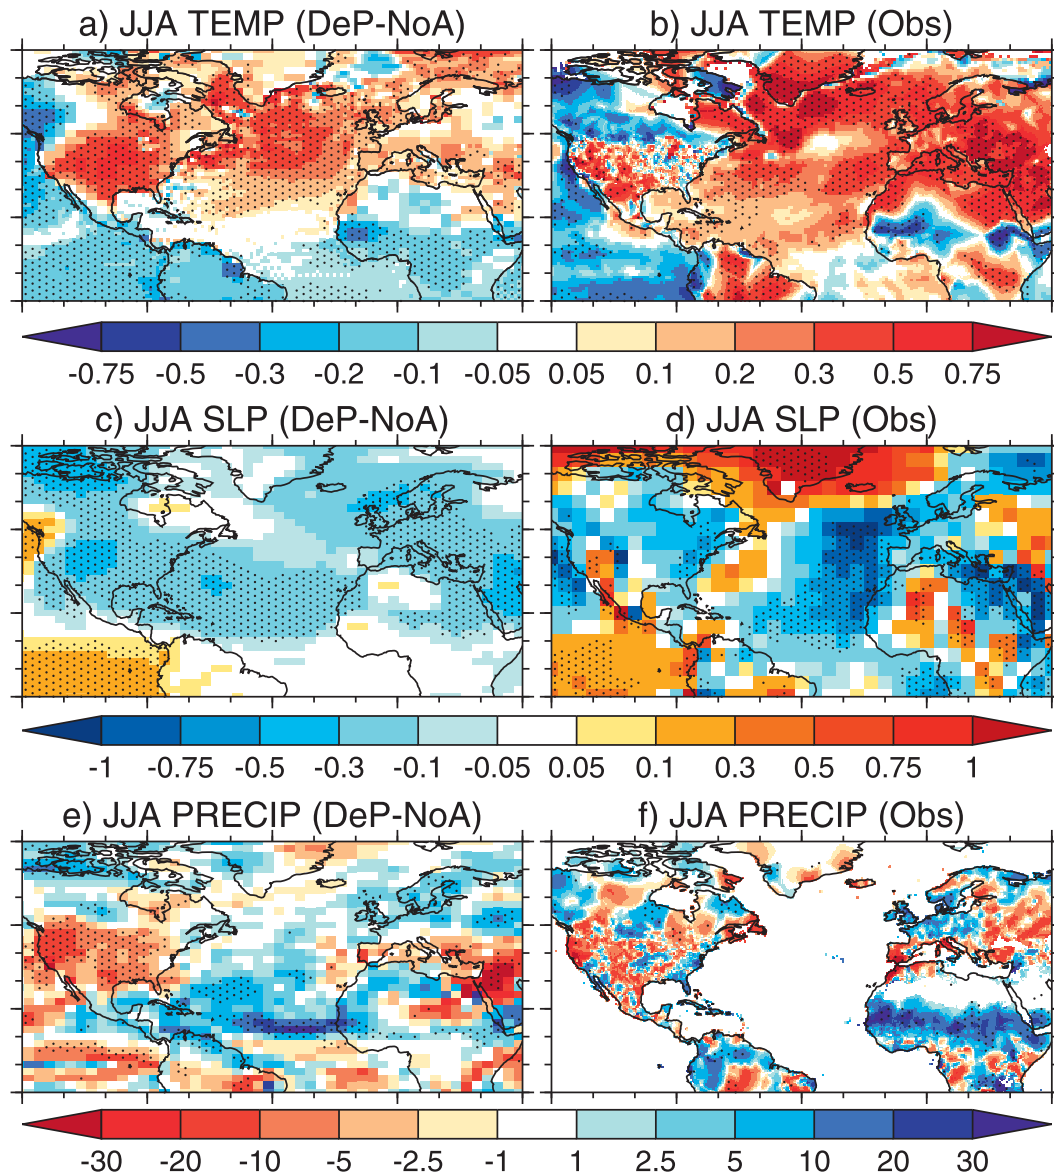 a) JJA TEMP (DeP-NoA)
b) JJA TEMP (Obs)
-0.75 -0.5 -0.3 -0.2 -0.1 -0.05 0.05 0.1 0.2 0.3 0.5 0.75
c) JJA SLP (DeP-NoA)
d) JJA SLP (Obs)
-1 -0.75 -0.5 -0.3 -0.1 -0.05 0.05 0.1 0.3 0.5 0.75 1
e) JJA PRECIP (DeP-NoA)
f) JJA PRECIP (Obs)
-30 -20 -10 -5 -2.5 -1 1 2.5 5 10 20 30